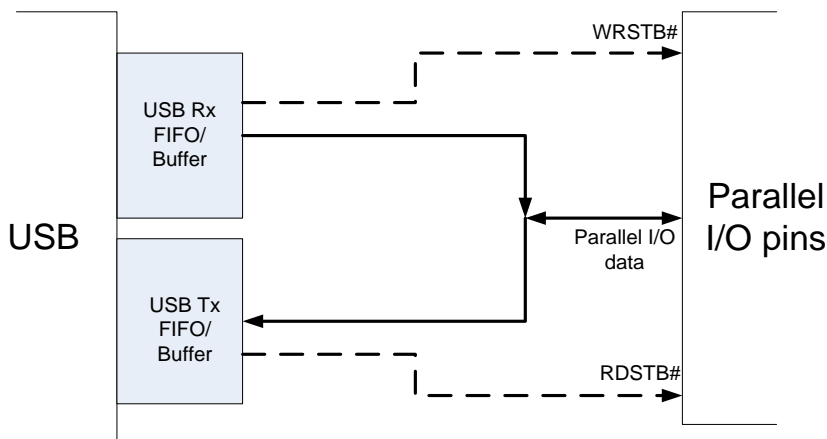 WRSTB#
USB Rx
FIFO/
Buffer
USB
Parallel I/O
data
Parallel
I/O pins
USB Tx
FIFO/
Buffer
RDSTB#